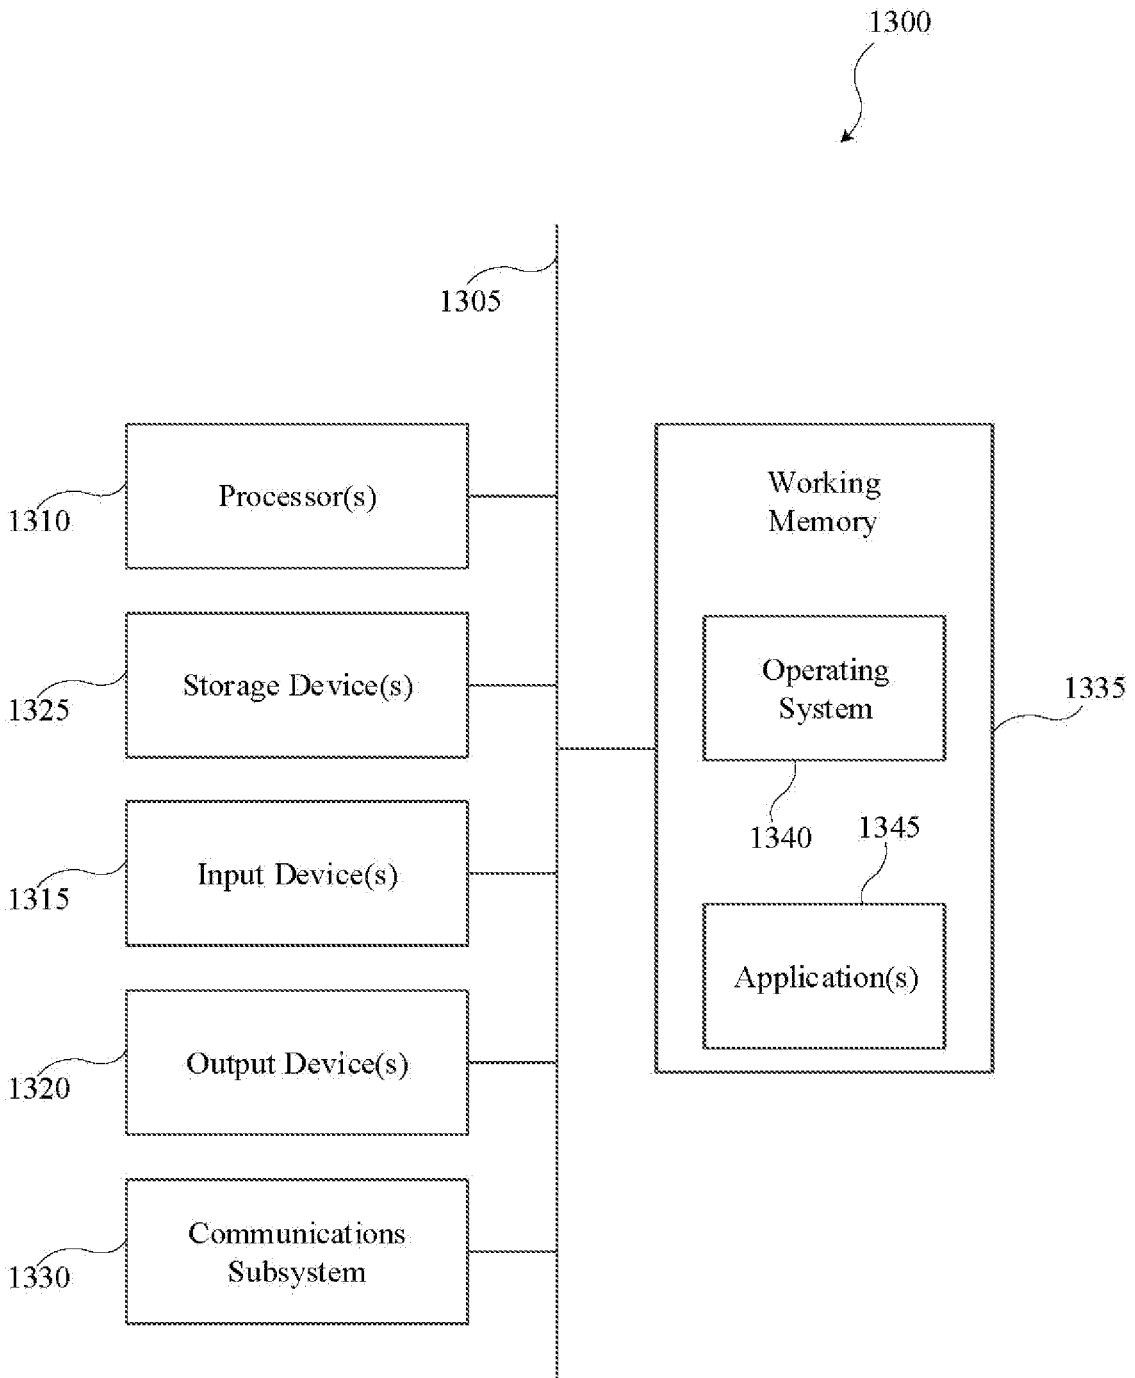 1300
1305
Processor(s)
1310
Working
Memory
Storage Device(s)
1325
Operating
System
1335
1340
1345
Input Device(s)
1315
Application(s)
Output Device(s)
1320
Communications
Subsystem
1330